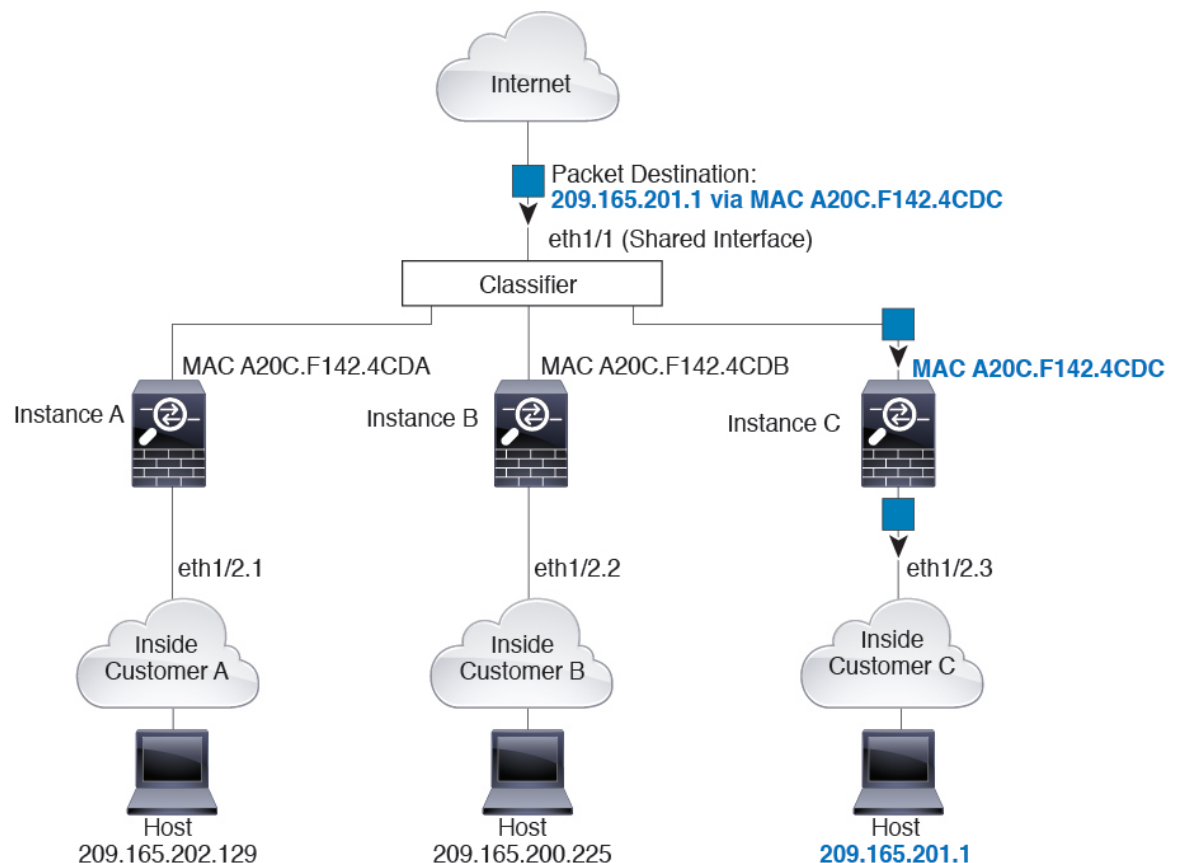 Internet
Packet Destination:
209.165.201.1 via MAC A20C.F142.4CDC
eth1/1 (Shared Interface)
Classifier
MAC A20C.F142.4CDA
MAC A20C.F142.4CDB
MAC A20C.F142.4CDC
Instance A
Instance B
Instance C
eth1/2.1
eth1/2.2
eth1/2.3
Inside
Customer A
Inside
Customer B
Inside
Customer C
Host
209.165.202.129
Host
209.165.200.225
Host
209.165.201.1